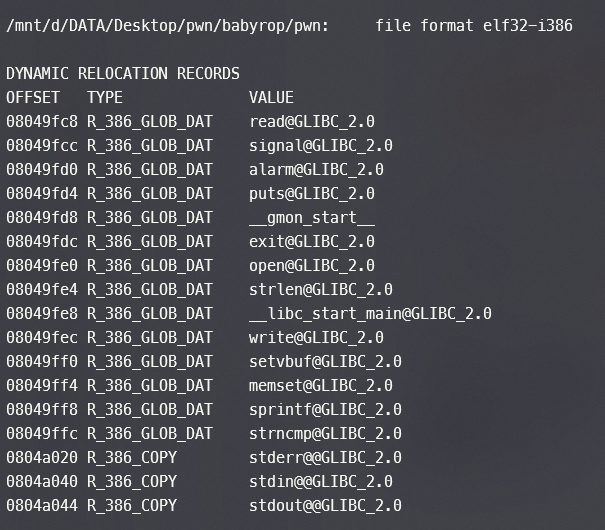 /mnt/d/DATA/Desktop/pwn/babyrop/pwn:     file format elf32-i386
DYNAMIC RELOCATION RECORDS
OFFSET   TYPE              VALUE
08049fc8 R_386_GLOB_DAT    read@GLIBC_2.0
08049fcc R_386_GLOB_DAT    signal@GLIBC_2.0
08049fd0 R_386_GLOB_DAT    alarm@GLIBC_2.0
08049fd4 R_386_GLOB_DAT    puts@GLIBC_2.0
08049fd8 R_386_GLOB_DAT    __gmon_start__
08049fdc R_386_GLOB_DAT    exit@GLIBC_2.0
08049fe0 R_386_GLOB_DAT    open@GLIBC_2.0
08049fe4 R_386_GLOB_DAT    strlen@GLIBC_2.0
08049fe8 R_386_GLOB_DAT    __libc_start_main@GLIBC_2.0
08049fec R_386_GLOB_DAT    write@GLIBC_2.0
08049ff0 R_386_GLOB_DAT    setvbuf@GLIBC_2.0
08049ff4 R_386_GLOB_DAT    memset@GLIBC_2.0
08049ff8 R_386_GLOB_DAT    sprintf@GLIBC_2.0
08049ffc R_386_GLOB_DAT    strncmp@GLIBC_2.0
0804a020 R_386_COPY        stderr@@GLIBC_2.0
0804a040 R_386_COPY        stdin@@GLIBC_2.0
0804a044 R_386_COPY        stdout@@GLIBC_2.0